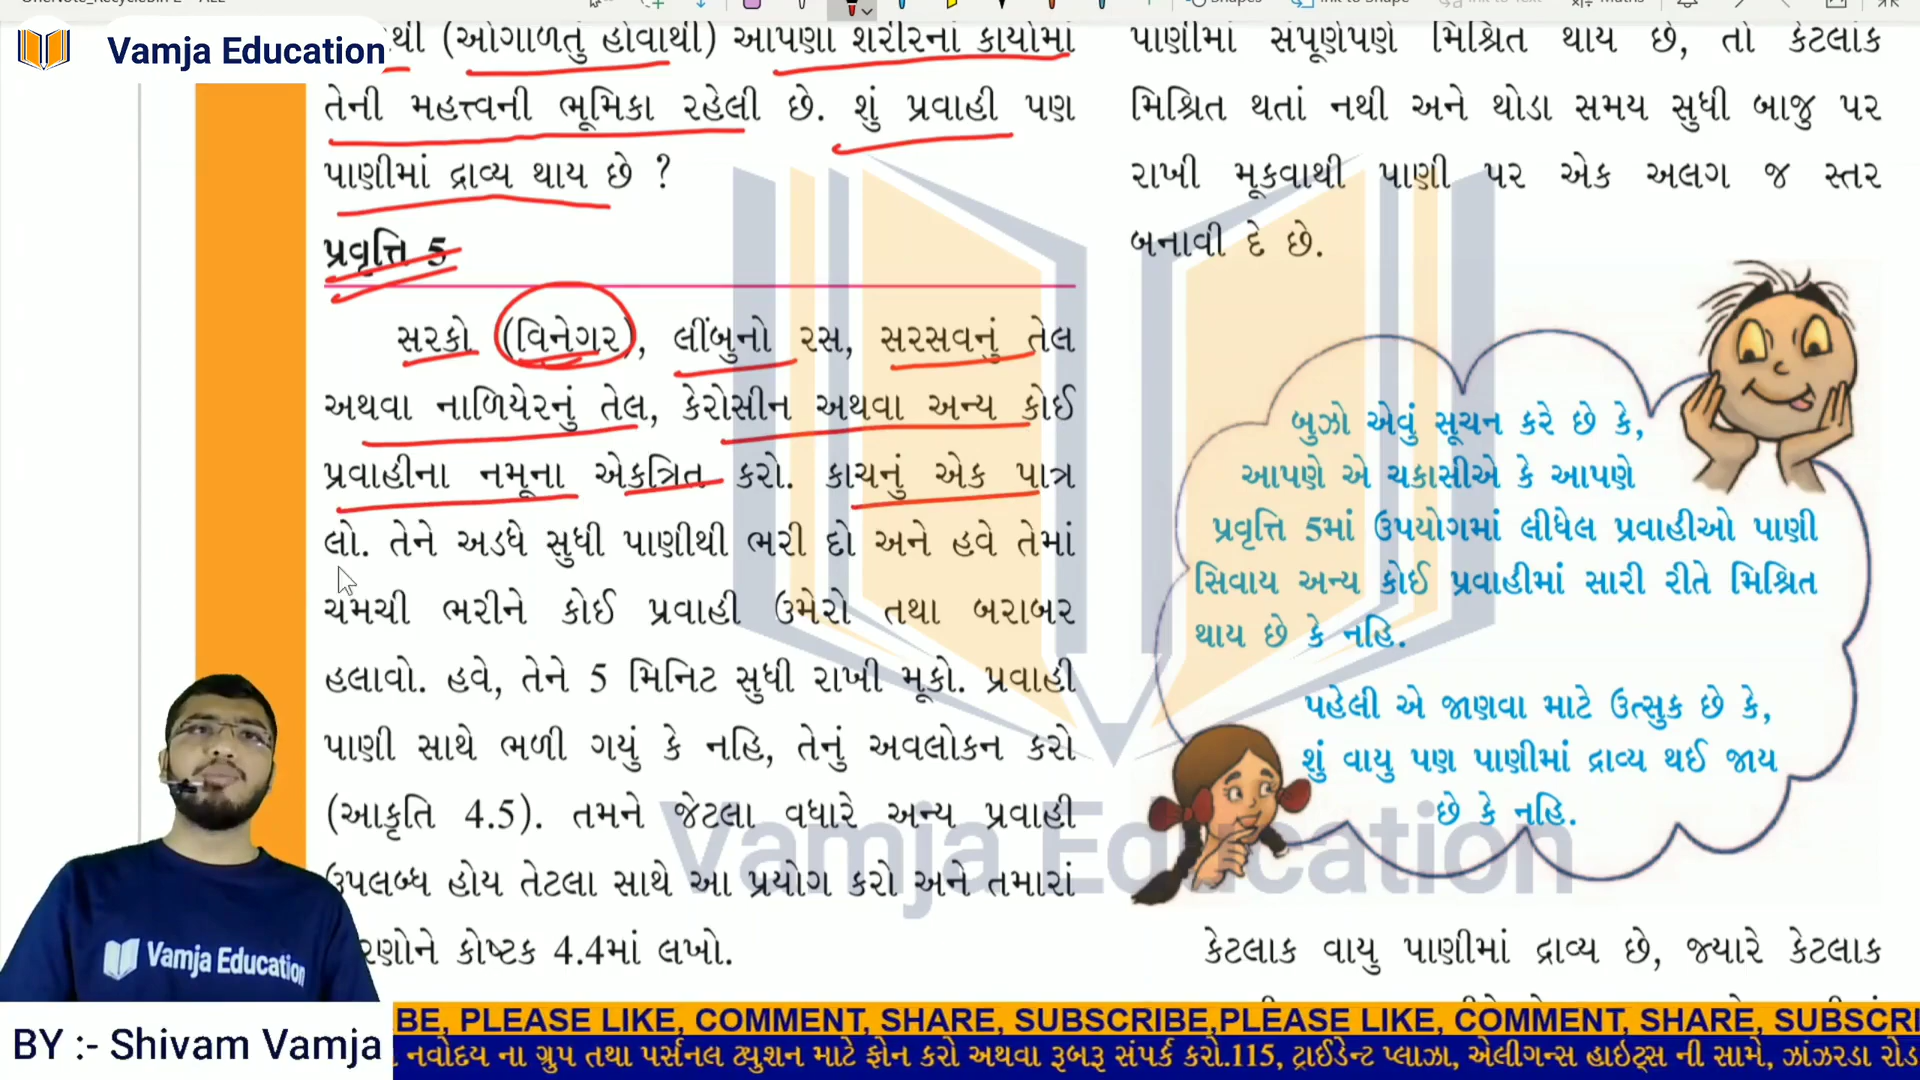 Vamja Education
(ઓગાળતું હોવાથી) આપણા શરીરનાં કાર્યોમાં
તેની મહત્ત્વની ભૂમિકા રહેલી છે. શું પ્રવાહી પણ
પાણીમાં દ્રાવ્ય થાય છે ?
પ્રવૃત્તિ 5
સરકો (વિનેગર), લીંબુનો રસ, સરસવનું તેલ
અથવા નાળિયેરનું તેલ, કેરોસીન અથવા અન્ય કોઈ
પ્રવાહીના નમૂના એકત્રિત કરો. કાચનું એક પાત્ર
લો. તેને અડધે સુધી પાણીથી ભરી દો અને હવે તેમાં
ચમચી ભરીને કોઈ પ્રવાહી ઉમેરો તથા બરાબર
હલાવો. હવે, તેને 5 મિનિટ સુધી રાખી મૂકો. પ્રવાહી
પાણી સાથે ભળી ગયું કે નહિ, તેનું અવલોકન કરો
(આકૃતિ 4.5). તમને જેટલા વધારે અન્ય પ્રવાહી
ઉપલબ્ધ હોય તેટલા સાથે આ પ્રયોગ કરો અને તમારાં
કોષ્ટક 4.4માં લખો.
પાણીમાં સંપૂર્ણપણે મિશ્રિત થાય છે, તો કેટલાંક
મિશ્રિત થતાં નથી અને થોડા સમય સુધી બાજુ પર
રાખી મૂકવાથી પાણી પર એક અલગ જ સ્તર
બનાવી દે છે.
બુઝો એવું સૂચન કરે છે કે,
આપણે એ ચકાસીએ કે આપણે
પ્રવૃત્તિ 5માં ઉપયોગમાં લીધેલ પ્રવાહીઓ પાણી
સિવાય અન્ય કોઈ પ્રવાહીમાં સારી રીતે મિશ્રિત
થાય છે કે નહિ.
પહેલી એ જાણવા માટે ઉત્સુક છે કે,
શું વાયુ પણ પાણીમાં દ્રાવ્ય થઈ જાય
છે કે નહિ.
કેટલાક વાયુ પાણીમાં દ્રાવ્ય છે, જ્યારે કેટલાક
Vamja Education
Vamja Education
BY :- Shivam Vamja
BE, PLEASE LIKE, COMMENT, SHARE, SUBSCRIBE,PLEASE LIKE, COMMENT, SHARE, SUBSCRI
નવોદય ના ગ્રુપ તથા પર્સનલ ટ્યુશન માટે ફોન કરો અથવા રૂબરૂ સંપર્ક કરો.115, ટ્રાઈડેન્ટ પ્લાઝા, એલીગન્સ હાઇટ્સ ની સામે, ઝાંઝરડા રોડ